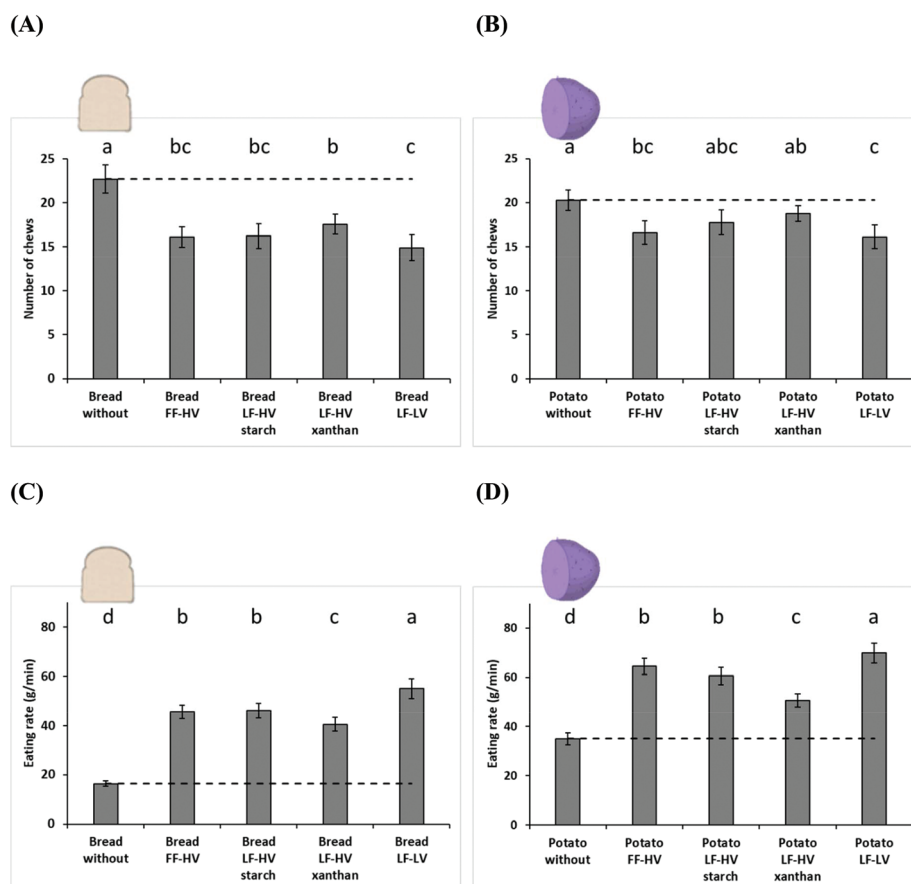 (A)
(B)
a bc bc b c
a bc abc ab c
25
20
15
10
5
0
Number of chews
25
20
15
10
5
0
Number of chews
Bread without
Bread FF-HV
Bread LF-HV starch
Bread LF-HV xanthan
Bread LF-LV
Potato without
Potato FF-HV
Potato LF-HV starch
Potato LF-HV xanthan
Potato LF-LV
(C)
(D)
d b b c a
d b b c a
80
60
40
20
0
Eating rate (g/min)
80
60
40
20
0
Eating rate (g/min)
Bread without
Bread FF-HV
Bread LF-HV starch
Bread LF-HV xanthan
Bread LF-LV
Potato without
Potato FF-HV
Potato LF-HV starch
Potato LF-HV xanthan
Potato LF-LV